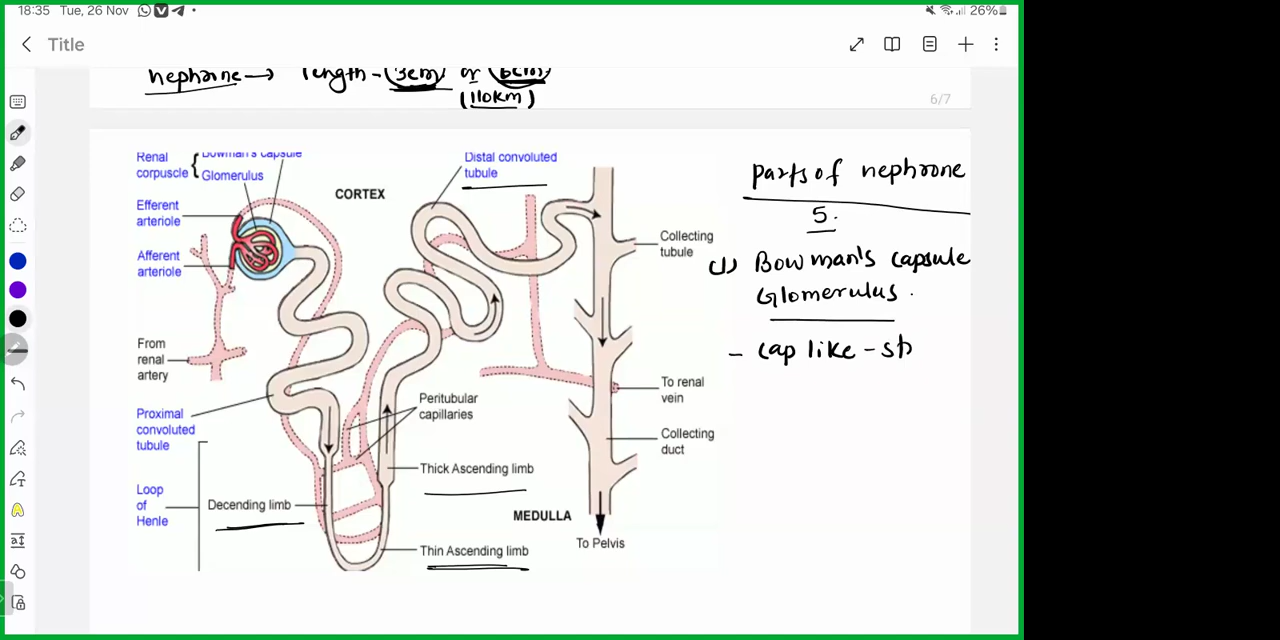 18:35 Tue, 26 Nov
26%
Title
nephrone → length - (3cm) or (6cm)
(110km)
6/7
Renal corpuscle { Bowman's capsule
Glomerulus
Efferent
arteriole
Afferent
arteriole
From
renal
artery
Proximal
convoluted
tubule
Loop
of
Henle
Decending limb
CORTEX
Distal convoluted
tubule
Peritubular
capillaries
Thick Ascending limb
MEDULLA
Thin Ascending limb
Collecting
tubule
To renal
vein
Collecting
duct
To Pelvis
parts of nephrone
5.
(1) Bowman's capsule
Glomerulus.
- cap like - st